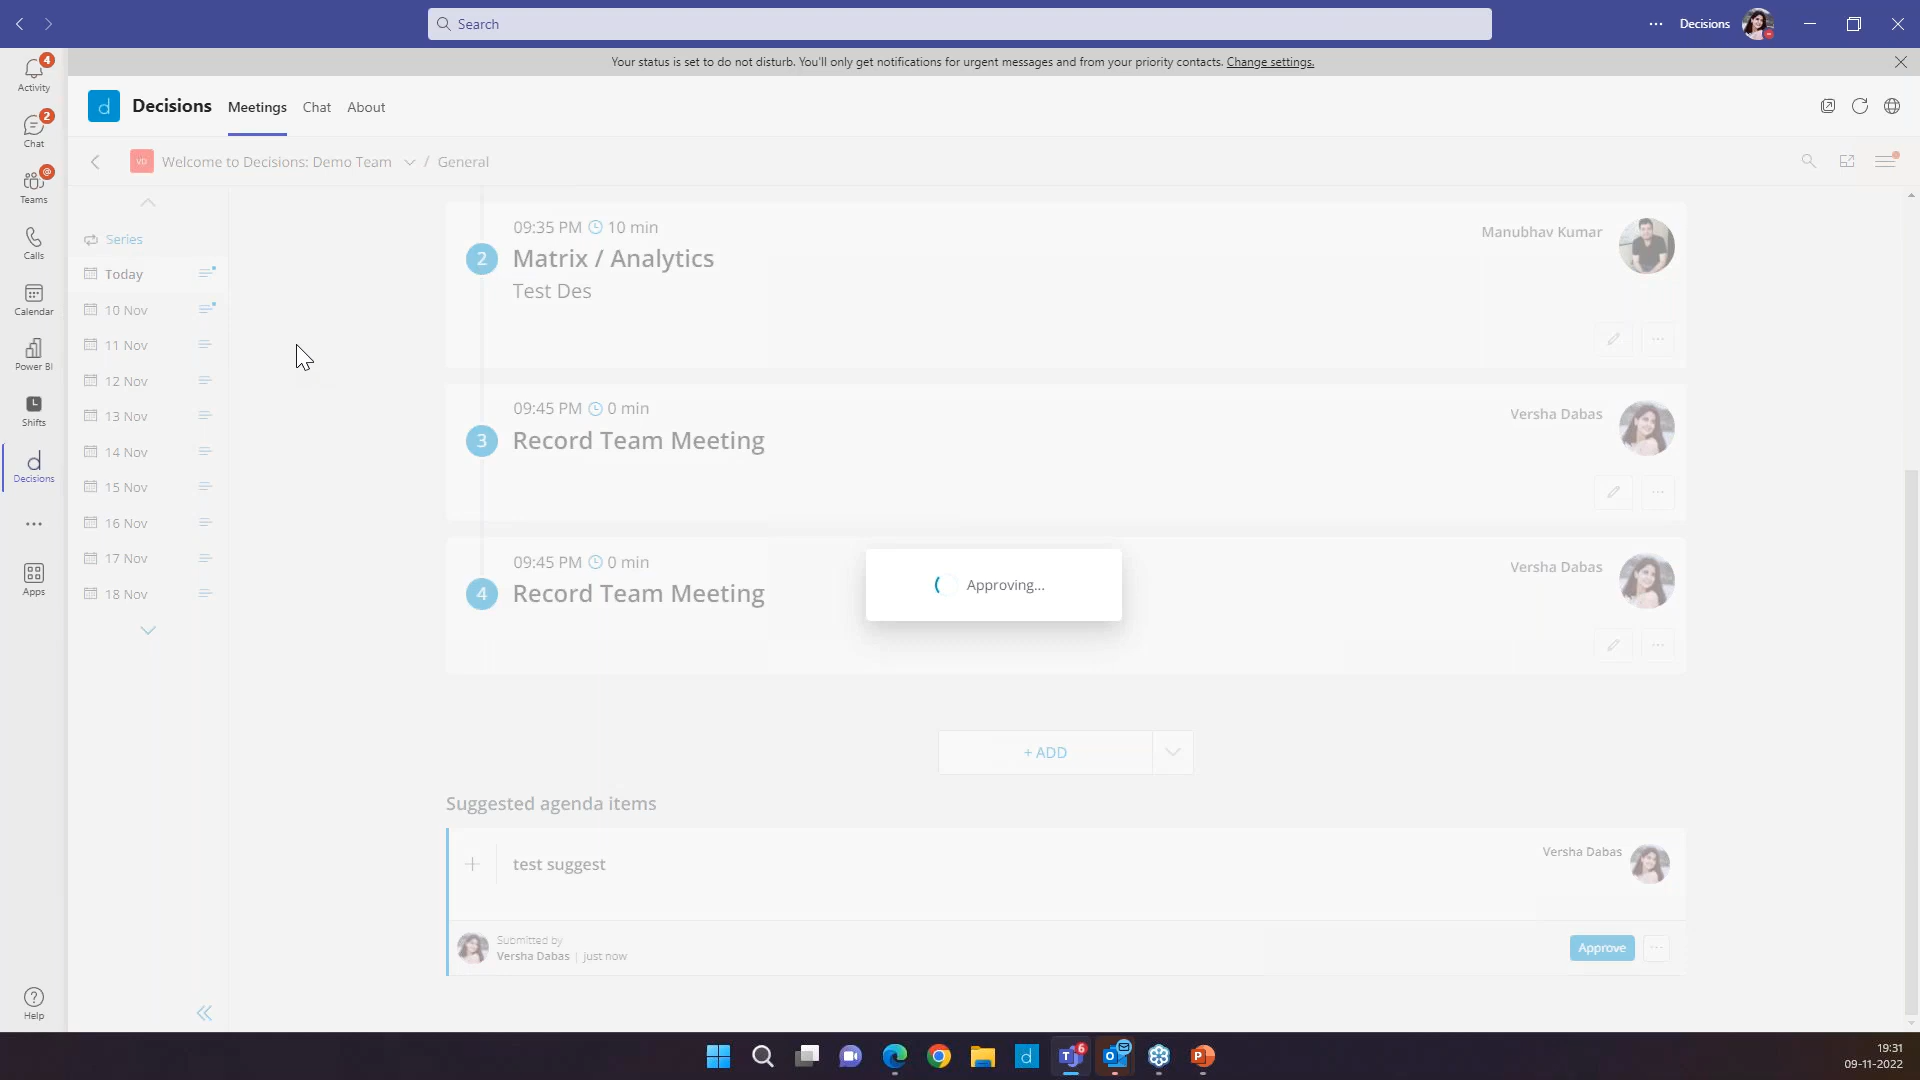 Search
Decisions
4
Activity
Your status is set to do not disturb. You'll only get notifications for urgent messages and from your priority contacts. Change settings.
d
Decisions
Meetings
Chat
About
2
Chat
VD
Welcome to Decisions: Demo Team
/
General
@
Teams
Calls
Calendar
Power BI
Shifts
d
Decisions
Apps
Help
Series
Today
10 Nov
11 Nov
12 Nov
13 Nov
14 Nov
15 Nov
16 Nov
17 Nov
18 Nov
09:35 PM 10 min
2
Matrix / Analytics
Test Des
Manubhav Kumar
09:45 PM 0 min
3
Record Team Meeting
Versha Dabas
09:45 PM 0 min
4
Record Team Meeting
Versha Dabas
Approving...
+ ADD
Suggested agenda items
test suggest
Versha Dabas
Submitted by
Versha Dabas | just now
Approve
d
T
6
O
P
19:31
09-11-2022